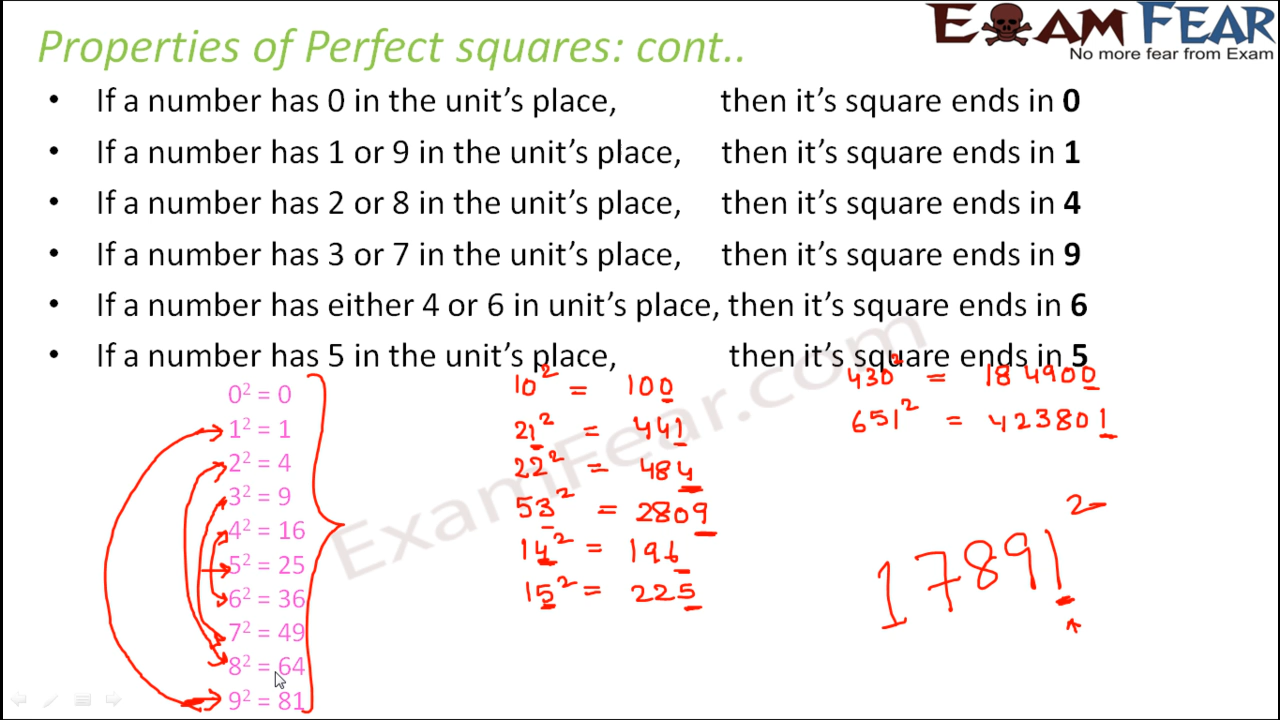 Properties of Perfect squares: cont..
EXAM FEAR
No more fear from Exam
• If a number has 0 in the unit’s place, then it’s square ends in 0
• If a number has 1 or 9 in the unit’s place, then it’s square ends in 1
• If a number has 2 or 8 in the unit’s place, then it’s square ends in 4
• If a number has 3 or 7 in the unit’s place, then it’s square ends in 9
• If a number has either 4 or 6 in unit’s place, then it’s square ends in 6
• If a number has 5 in the unit’s place, then it’s square ends in 5
0² = 0
1² = 1
2² = 4
3² = 9
4² = 16
5² = 25
6² = 36
7² = 49
8² = 64
9² = 81
10² = 100
21² = 441
22² = 484
53² = 2809
14² = 196
15² = 225
430² = 184900
651² = 423801
17891²
ExamFear.com